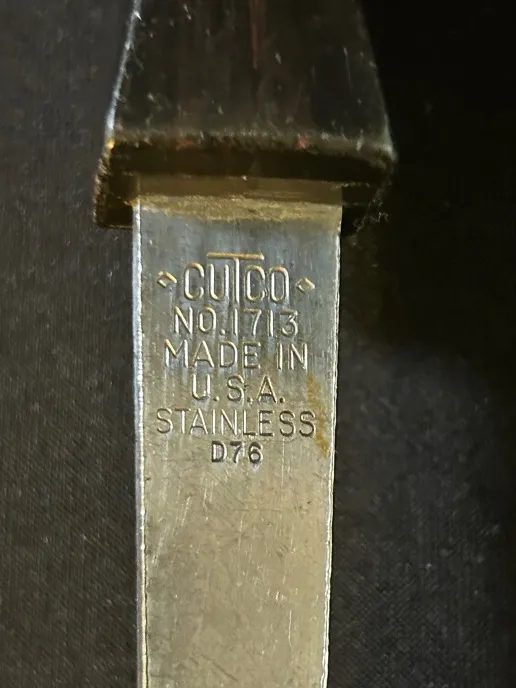 CUTCO
NO.1713
MADE IN
U.S.A.
STAINLESS
D76